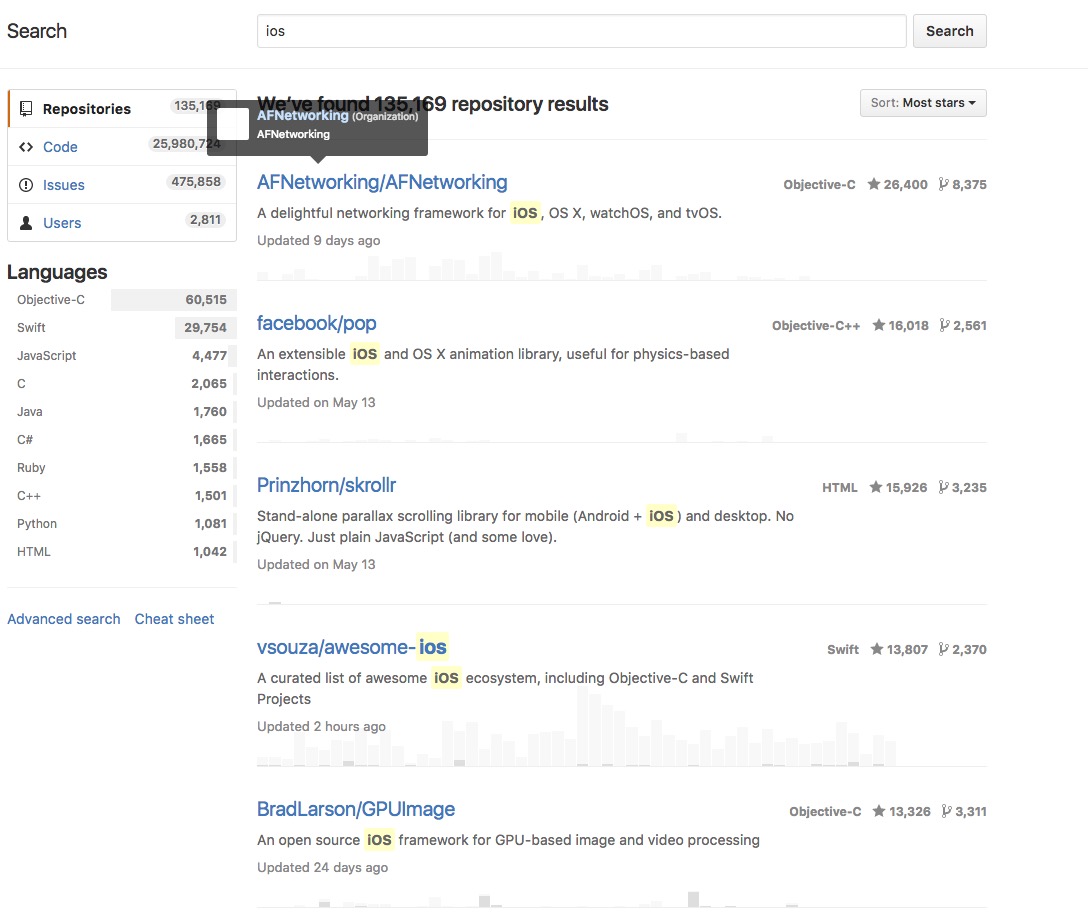 Search
ios
Search
Repositories 135,169
Code 25,980,724
Issues 475,858
Users 2,811
Languages
Objective-C 60,515
Swift 29,754
JavaScript 4,477
C 2,065
Java 1,760
C# 1,665
Ruby 1,558
C++ 1,501
Python 1,081
HTML 1,042
Advanced search Cheat sheet
We've found 135,169 repository results
Sort: Most stars
AFNetworking (Organization)
AFNetworking
AFNetworking/AFNetworking
Objective-C 26,400 8,375
A delightful networking framework for iOS, OS X, watchOS, and tvOS.
Updated 9 days ago
facebook/pop
Objective-C++ 16,018 2,561
An extensible iOS and OS X animation library, useful for physics-based
interactions.
Updated on May 13
Prinzhorn/skrollr
HTML 15,926 3,235
Stand-alone parallax scrolling library for mobile (Android + iOS) and desktop. No
jQuery. Just plain JavaScript (and some love).
Updated on May 13
vsouza/awesome-ios
Swift 13,807 2,370
A curated list of awesome iOS ecosystem, including Objective-C and Swift
Projects
Updated 2 hours ago
BradLarson/GPUImage
Objective-C 13,326 3,311
An open source iOS framework for GPU-based image and video processing
Updated 24 days ago